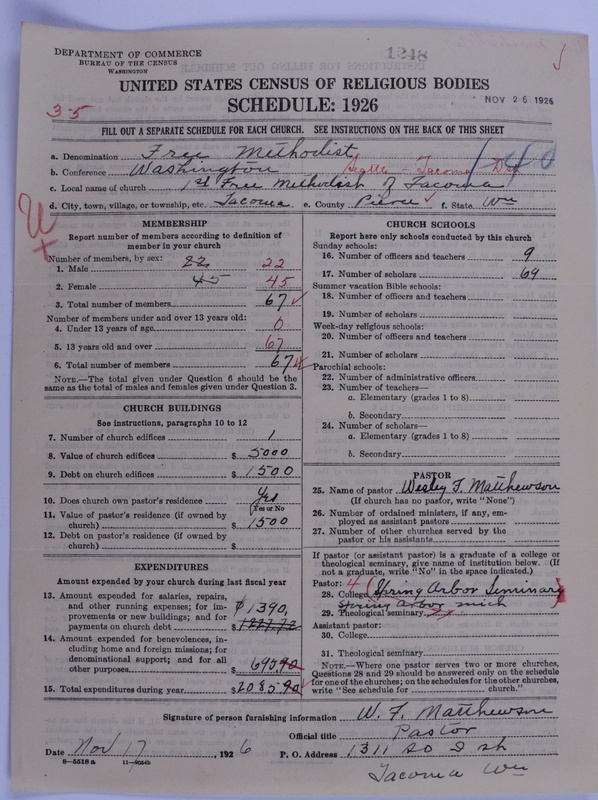 DEPARTMENT OF COMMERCE
BUREAU OF THE CENSUS
WASHINGTON
1248
UNITED STATES CENSUS OF RELIGIOUS BODIES
SCHEDULE: 1926
NOV 26 1926
35
FILL OUT A SEPARATE SCHEDULE FOR EACH CHURCH. SEE INSTRUCTIONS ON THE BACK OF THIS SHEET
a. Denomination Free Methodist
b. Conference Washington Seattle - Tacoma Dist 1-40
c. Local name of church 1st Free Methodist of Tacoma
d. City, town, village, or township, etc. Tacoma e. County Pierce f. State Wn
MEMBERSHIP
Report number of members according to definition of
member in your church
Number of members, by sex:
1. Male 22 22
2. Female 45 45
3. Total number of members 67
Number of members under and over 13 years old:
4. Under 13 years of age 0
5. 13 years old and over 67
6. Total number of members 67
NOTE.—The total given under Question 6 should be the
same as the total of males and females given under Question 3.
CHURCH BUILDINGS
See instructions, paragraphs 10 to 12
7. Number of church edifices 1
8. Value of church edifices $ 5000
9. Debt on church edifices $ 1500
10. Does church own pastor's residence Yes
(Yes or No)
11. Value of pastor's residence (if owned by
church) $ 1500
12. Debt on pastor's residence (if owned by
church) $
EXPENDITURES
Amount expended by your church during last fiscal year
13. Amount expended for salaries, repairs,
and other running expenses; for im-
provements or new buildings; and for
payments on church debt $1390, $
14. Amount expended for benevolences, in-
cluding home and foreign missions; for
denominational support; and for all
other purposes $ 695.90
15. Total expenditures during year $ 2085.90
CHURCH SCHOOLS
Report here only schools conducted by this church
Sunday schools:
16. Number of officers and teachers 9
17. Number of scholars 69
Summer vacation Bible schools:
18. Number of officers and teachers
19. Number of scholars
Week-day religious schools:
20. Number of officers and teachers
21. Number of scholars
Parochial schools:
22. Number of administrative officers
23. Number of teachers—
a. Elementary (grades 1 to 8)
b. Secondary
24. Number of scholars—
a. Elementary (grades 1 to 8)
b. Secondary
PASTOR
25. Name of pastor Wesley F. Matthewson
(If church has no pastor, write "None")
26. Number of ordained ministers, if any, em-
ployed as assistant pastors
27. Number of other churches served by the
pastor or his assistants
If pastor (or assistant pastor) is a graduate of a college or
theological seminary, give name of institution below. (If
not a graduate, write "No" in the space indicated.)
Pastor: 4
28. College Spring Arbor Seminary
Spring Arbor Mich
29. Theological seminary
Assistant pastor:
30. College
31. Theological seminary
NOTE.—Where one pastor serves two or more churches,
Questions 28 and 29 should be answered only on the schedule
for one of the churches; on the schedules for the other churches,
write "See schedule for church."
Signature of person furnishing information W. F. Matthewson
Official title Pastor
Date Nov 17, 1926 P. O. Address 1311 So I st
8—5518a
Tacoma Wn